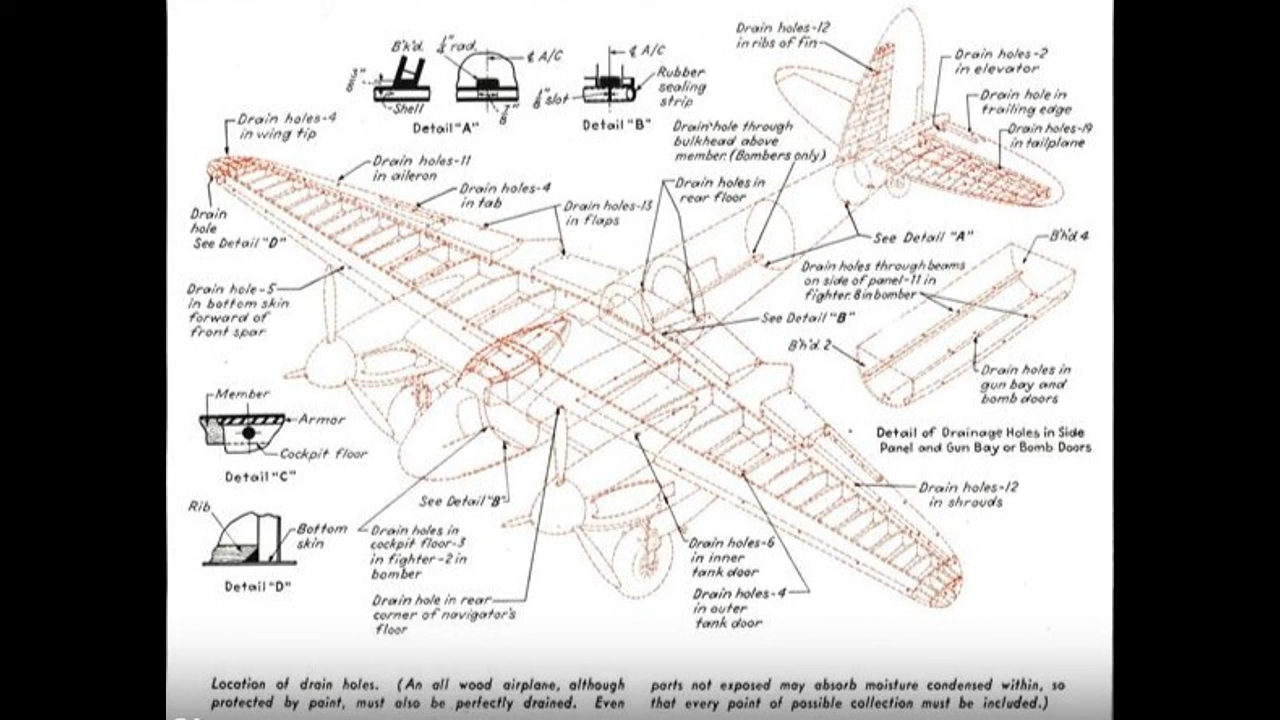 B'h'd.
1/4" rad.
℄ A/C
3/8"
Shell
7/8"
Detail "A"
℄ A/C
1/8" slot
Rubber
sealing
strip
Detail "B"
Drain holes-12
in ribs of fin
Drain holes-2
in elevator
Drain hole in
trailing edge
Drain holes-19
in tailplane
Drain hole through
bulkhead above
member. (Bombers only)
Drain holes-4
in wing tip
Drain holes-11
in aileron
Drain holes-4
in tab
Drain holes-13
in flaps
Drain holes in
rear floor
Drain
hole
See Detail "D"
See Detail "A"
B'h'd. 4
Drain holes through beams
on side of panel-11 in
fighter. 8 in bomber
Drain hole-5
in bottom skin
forward of
front spar
See Detail "B"
B'h'd. 2
Drain holes in
gun bay and
bomb doors
Member
Armor
Cockpit floor
Detail "C"
Detail of Drainage Holes in Side
Panel and Gun Bay or Bomb Doors
See Detail "B"
Drain holes-12
in shrouds
Rib
Bottom
skin
Detail "D"
Drain holes in
cockpit floor-3
in fighter-2 in
bomber
Drain holes-6
in inner
tank door
Drain hole in rear
corner of navigator's
floor
Drain holes-4
in outer
tank door
Location of drain holes. (An all wood airplane, although
protected by paint, must also be perfectly drained. Even
parts not exposed may absorb moisture condensed within, so
that every point of possible collection must be included.)